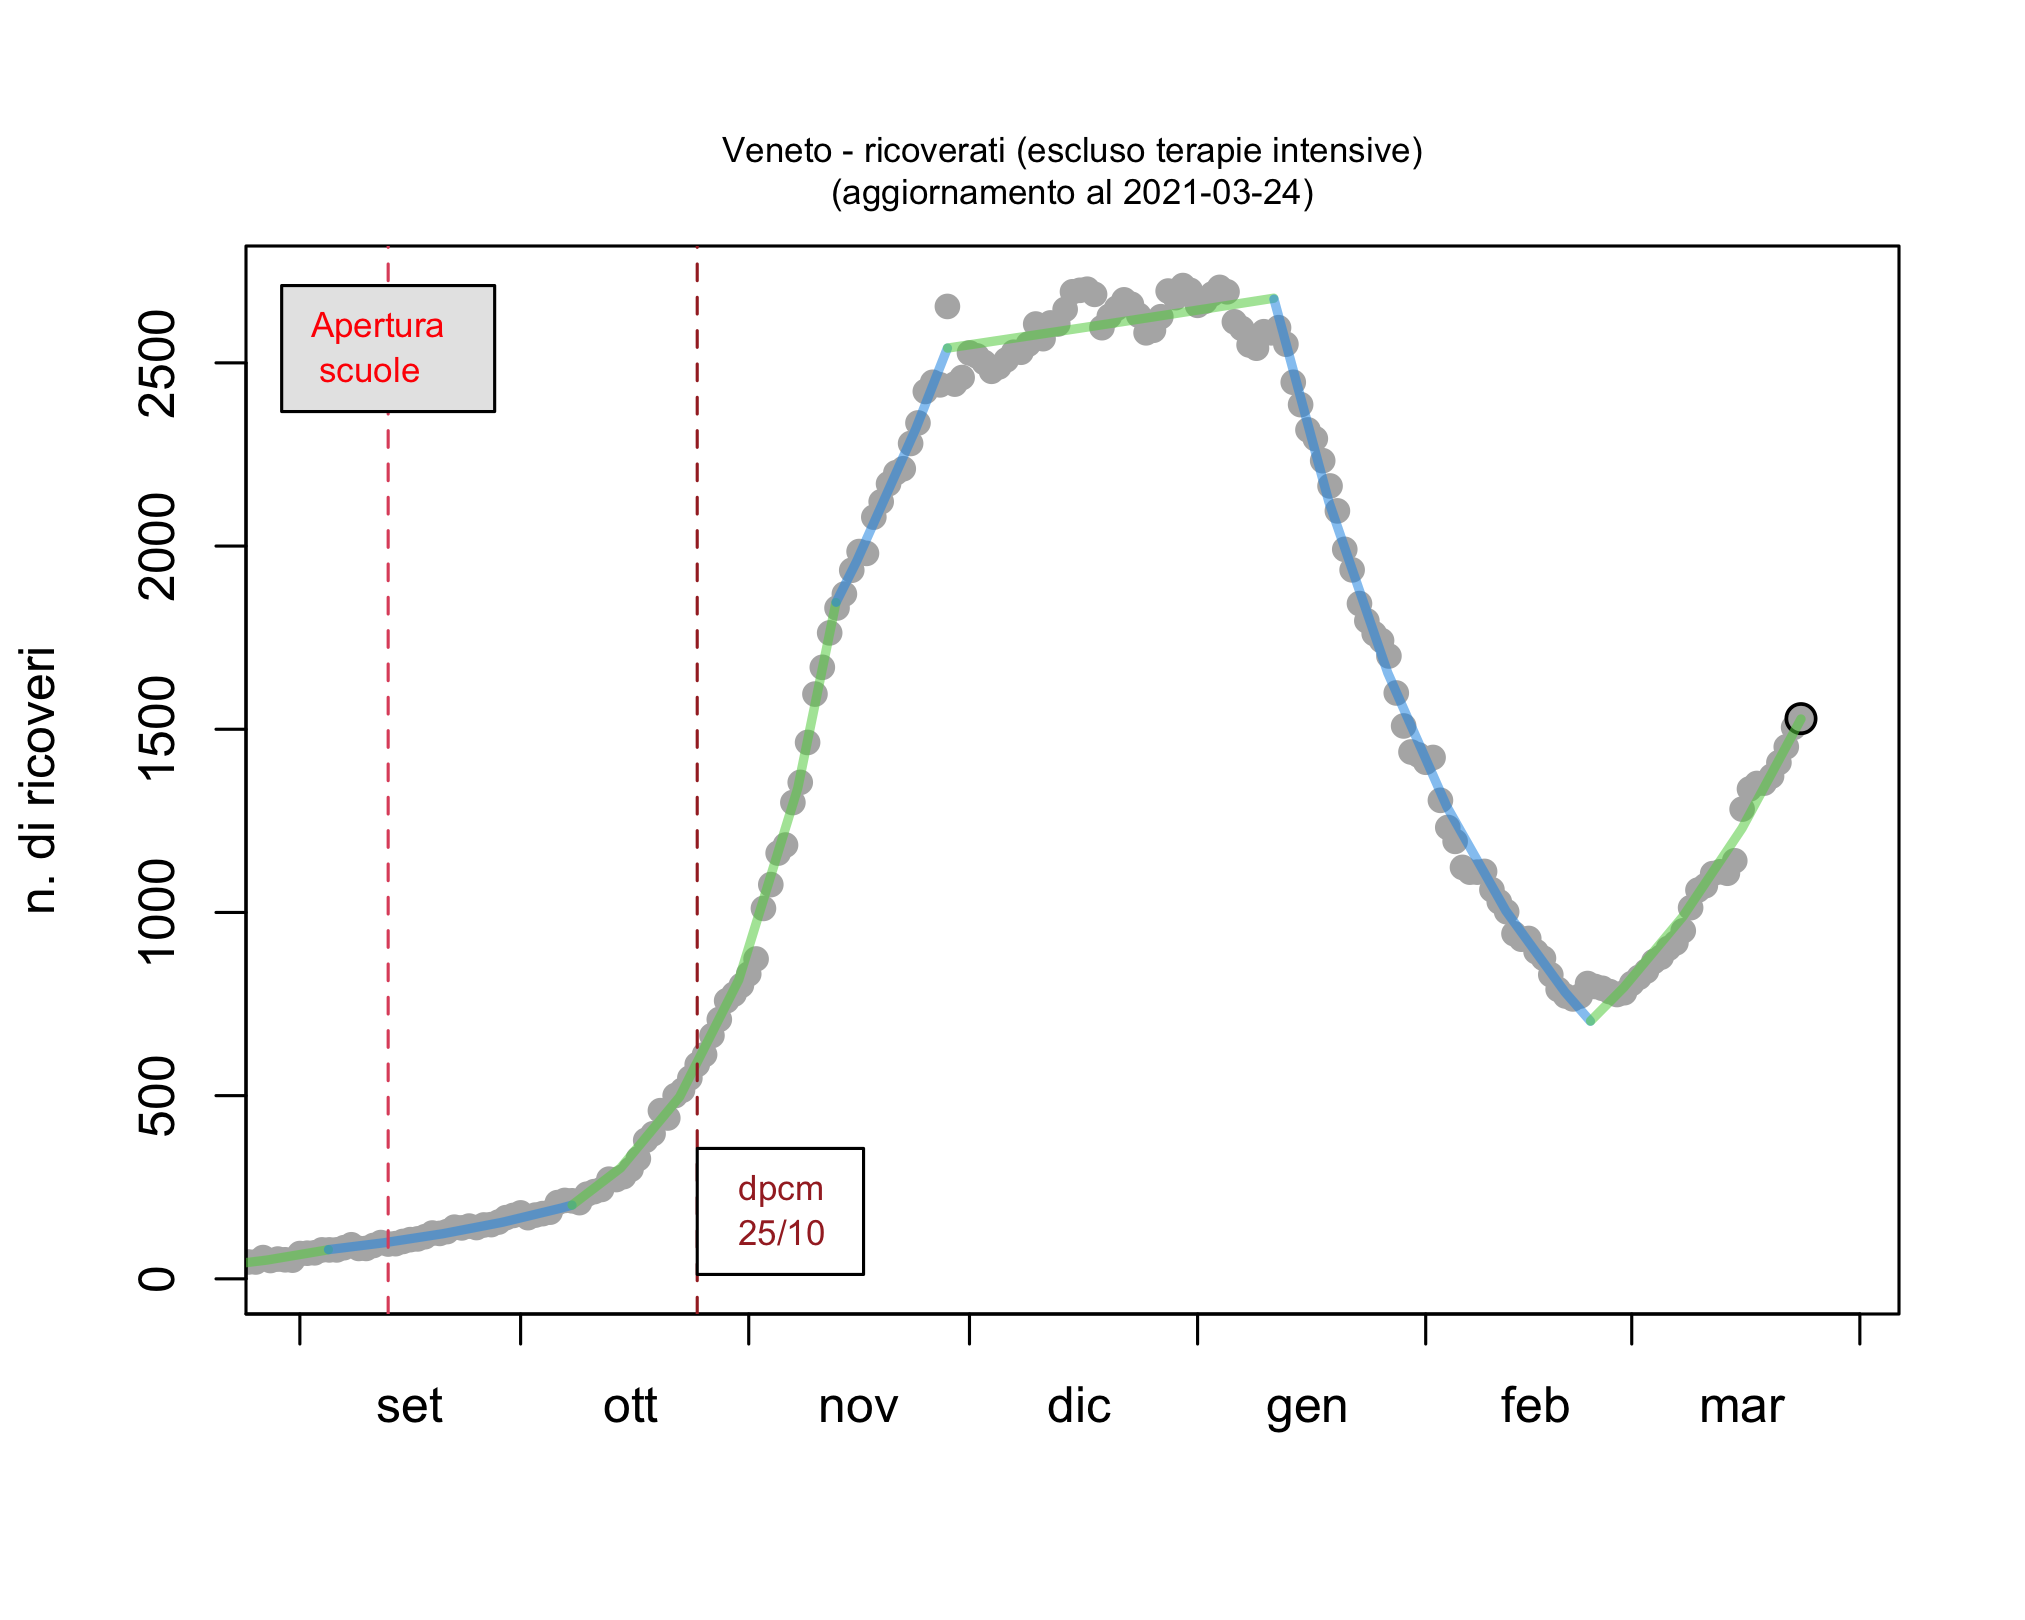 Veneto - ricoverati (escluso terapie intensive)
(aggiornamento al 2021-03-24)
Apertura
scuole
dpcm
25/10
n. di ricoveri
2500
2000
1500
1000
500
0
set ott nov dic gen feb mar